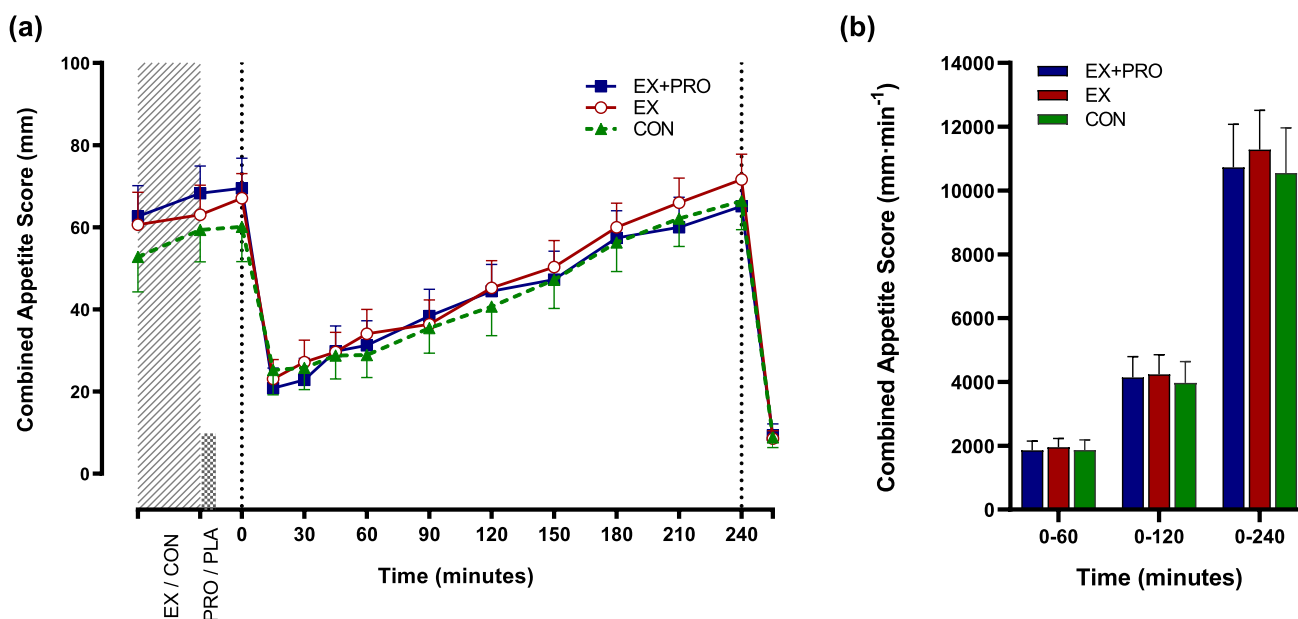 (a)
Combined Appetite Score (mm)
100
80
60
40
20
0
EX+PRO
EX
CON
0
30
60
90
120
150
180
210
240
EX / CON
PRO / PLA
Time (minutes)
(b)
Combined Appetite Score (mm·min⁻¹)
14000
12000
10000
8000
6000
4000
2000
0
EX+PRO
EX
CON
0-60
0-120
0-240
Time (minutes)